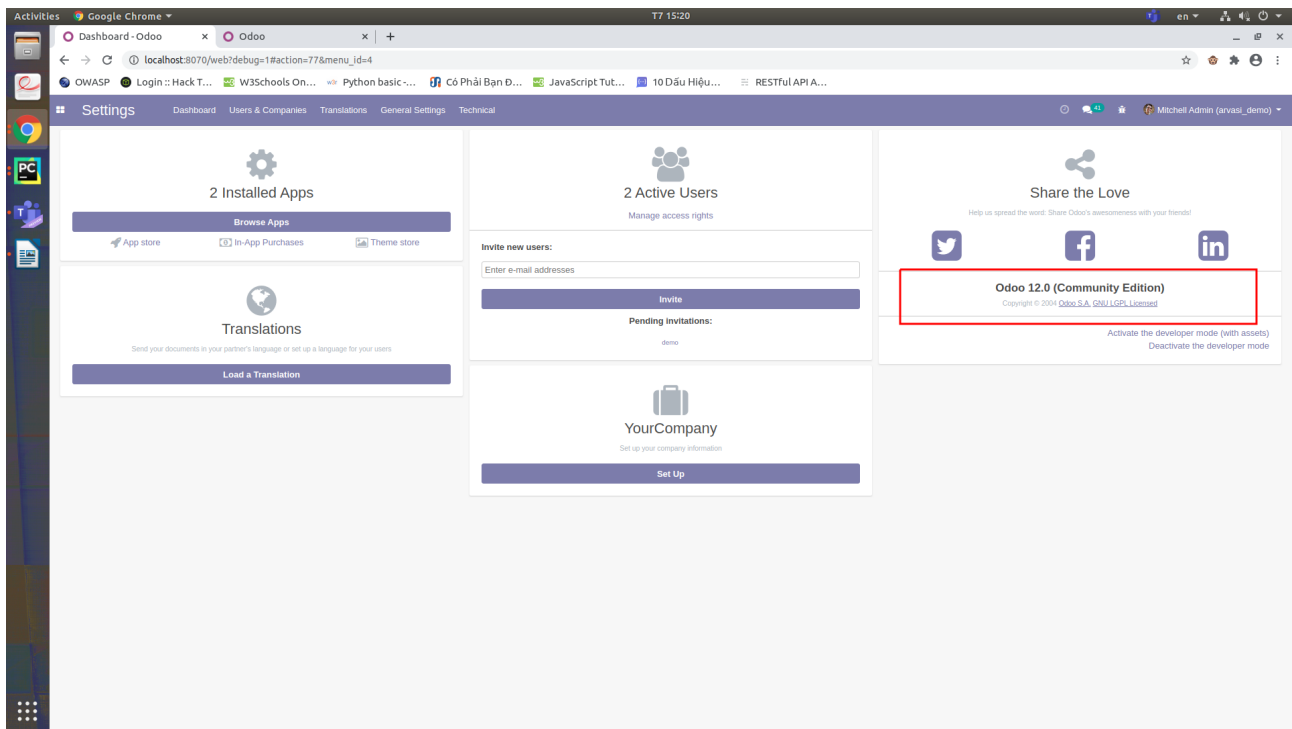 Activities Google Chrome T7 15:20 en
Dashboard - Odoo Odoo
localhost:8070/web?debug=1#action=77&menu_id=4
OWASP Login :: Hack T... W3Schools On... Python basic -... Có Phải Bạn Đ... JavaScript Tut... 10 Dấu Hiệu... RESTful API A...
Settings Dashboard Users & Companies Translations General Settings Technical 41 Mitchell Admin (arvasi_demo)
2 Installed Apps
Browse Apps
App store In-App Purchases Theme store
Translations
Send your documents in your partner's language or set up a language for your users
Load a Translation
2 Active Users
Manage access rights
Invite new users:
Enter e-mail addresses
Invite
Pending invitations:
demo
YourCompany
Set up your company information
Set Up
Share the Love
Help us spread the word: Share Odoo's awesomeness with your friends!
Odoo 12.0 (Community Edition)
Copyright © 2004 Odoo S.A. GNU LGPL Licensed
Activate the developer mode (with assets)
Deactivate the developer mode